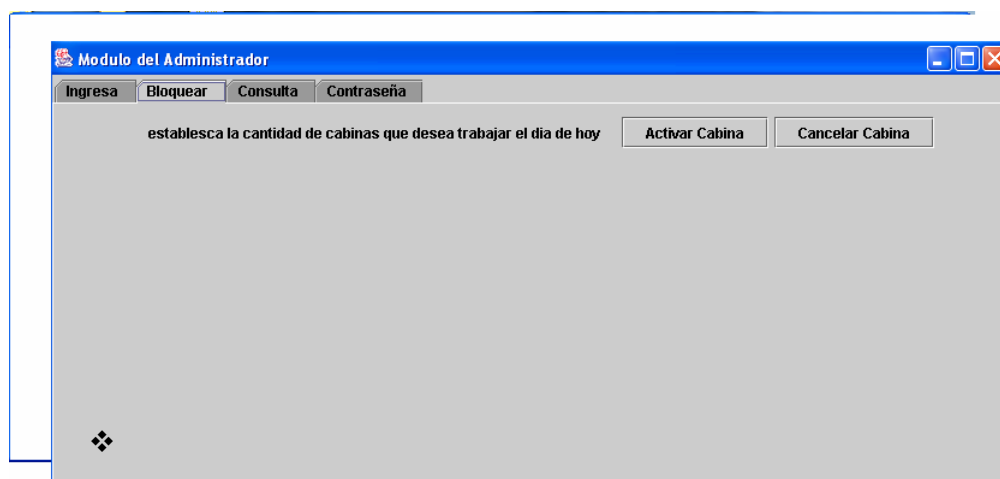 Modulo del Administrador
Ingresa Bloquear Consulta Contraseña
establesca la cantidad de cabinas que desea trabajar el dia de hoy Activar Cabina Cancelar Cabina